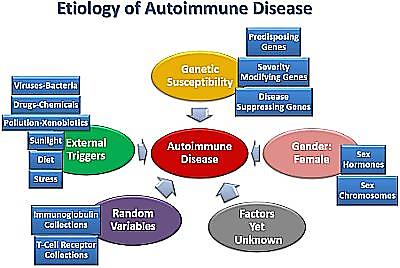 Etiology of Autoimmune Disease
Predisposing
Genes
Genetic
Susceptibility
Severity
Modifying Genes
Disease
Suppressing Genes
Viruses-Bacteria
Drugs-Chemicals
Pollution-Xenobiotics
Sunlight
External
Triggers
Diet
Stress
Autoimmune
Disease
Gender:
Female
Sex
Hormones
Sex
Chromosomes
Immunoglobulin
Collections
T-Cell Receptor
Collections
Random
Variables
Factors
Yet
Unknown